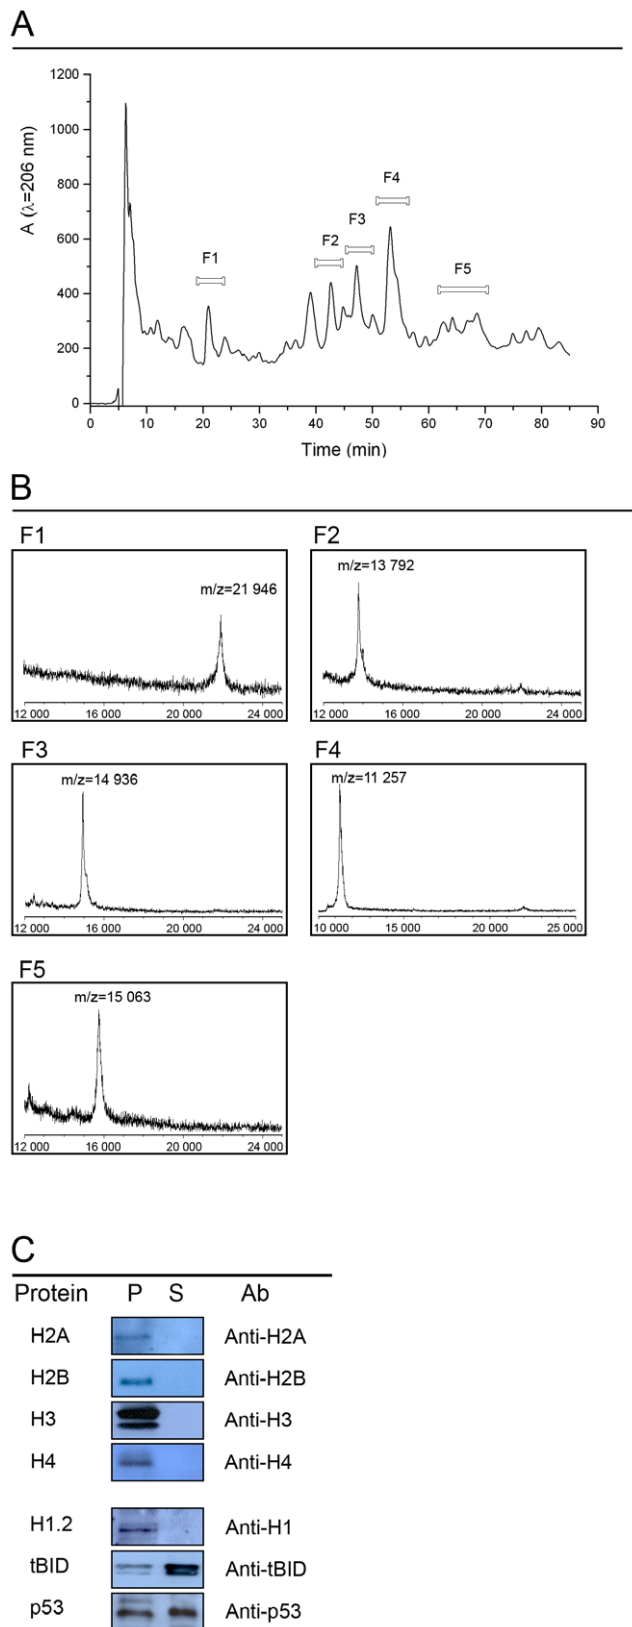 A
A (λ=206 nm)
1200
1000
800
600
400
200
0
F1
F2
F3
F4
F5
0 10 20 30 40 50 60 70 80 90
Time (min)
B
F1
m/z=21 946
12 000 16 000 20 000 24 000
F2
m/z=13 792
12 000 16 000 20 000 24 000
F3
m/z=14 936
12 000 16 000 20 000 24 000
F4
m/z=11 257
10 000 15 000 20 000 25 000
F5
m/z=15 063
12 000 16 000 20 000 24 000
C
Protein P S Ab
H2A Anti-H2A
H2B Anti-H2B
H3 Anti-H3
H4 Anti-H4
H1.2 Anti-H1
tBID Anti-tBID
p53 Anti-p53